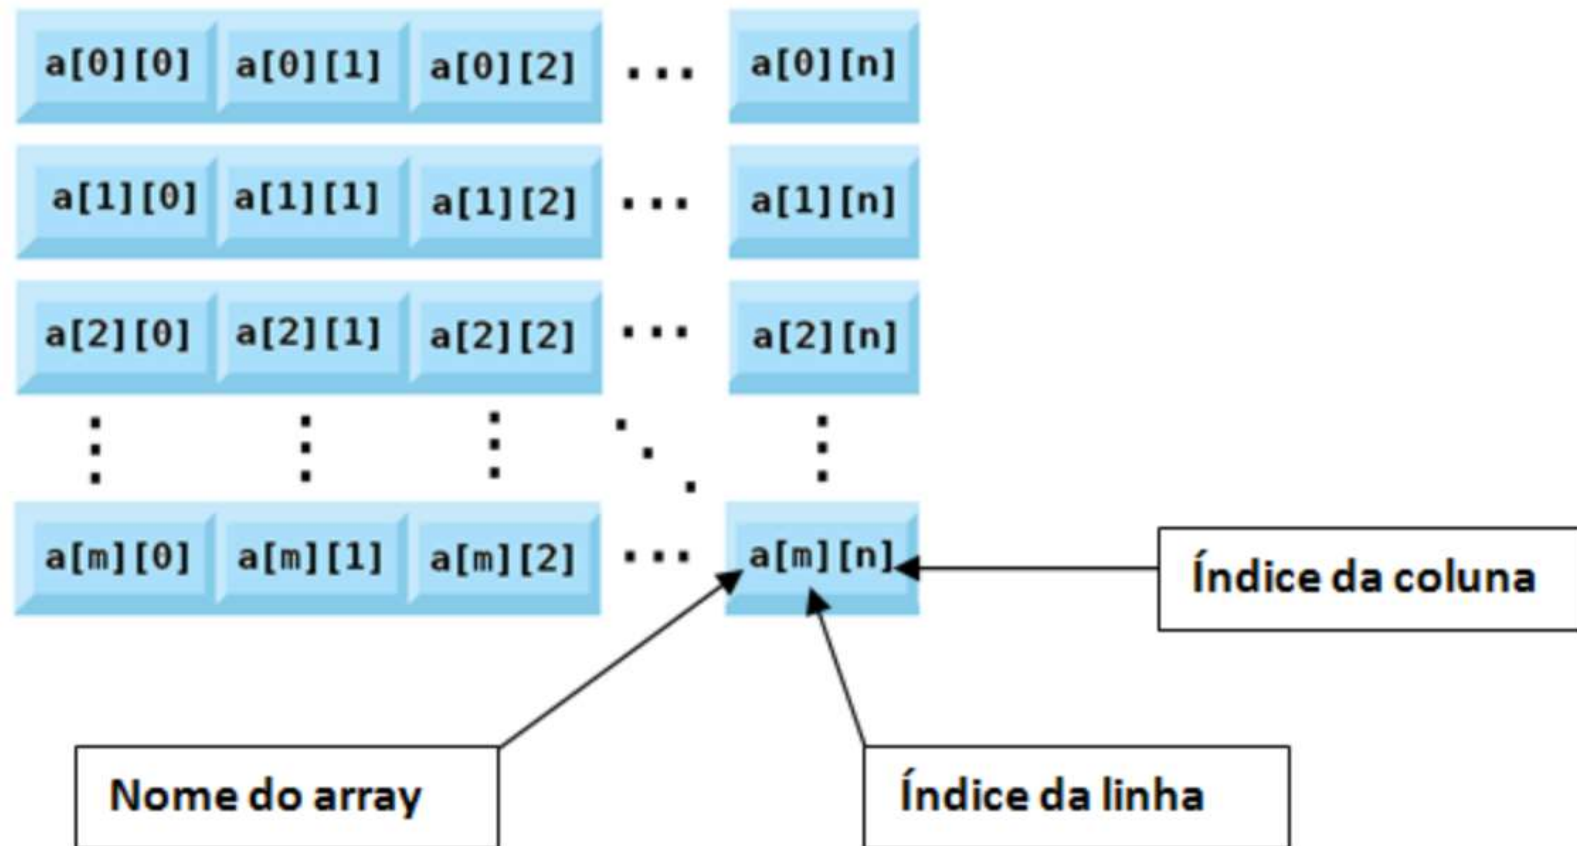 a[0][0] a[0][1] a[0][2] ... a[0][n]
a[1][0] a[1][1] a[1][2] ... a[1][n]
a[2][0] a[2][1] a[2][2] ... a[2][n]
a[m][0] a[m][1] a[m][2] ... a[m][n]
Índice da coluna
Nome do array
Índice da linha